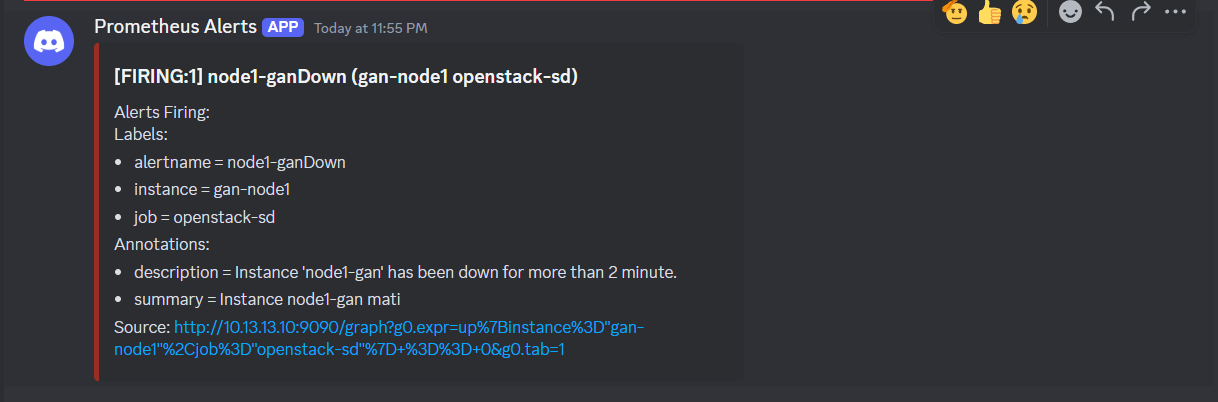 Prometheus Alerts APP Today at 11:55 PM
[FIRING:1] node1-ganDown (gan-node1 openstack-sd)
Alerts Firing:
Labels:
• alertname = node1-ganDown
• instance = gan-node1
• job = openstack-sd
Annotations:
• description = Instance 'node1-gan' has been down for more than 2 minute.
• summary = Instance node1-gan mati
Source: http://10.13.13.10:9090/graph?g0.expr=up%7Binstance%3D"gan-
node1"%2Cjob%3D"openstack-sd"%7D+%3D%3D+0&g0.tab=1